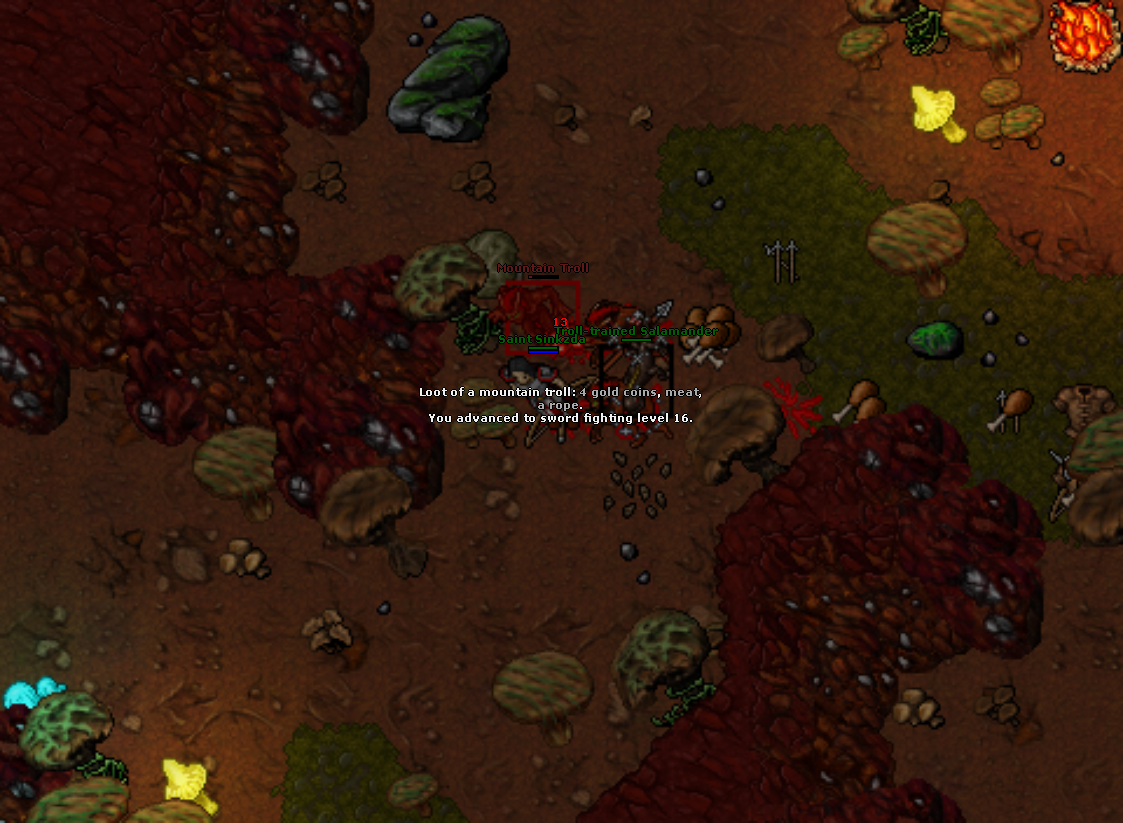 Mountain Troll
13
Troll-trained Salamander
Saint Sinkzda
Loot of a mountain troll: 4 gold coins, meat,
a rope.
You advanced to sword fighting level 16.